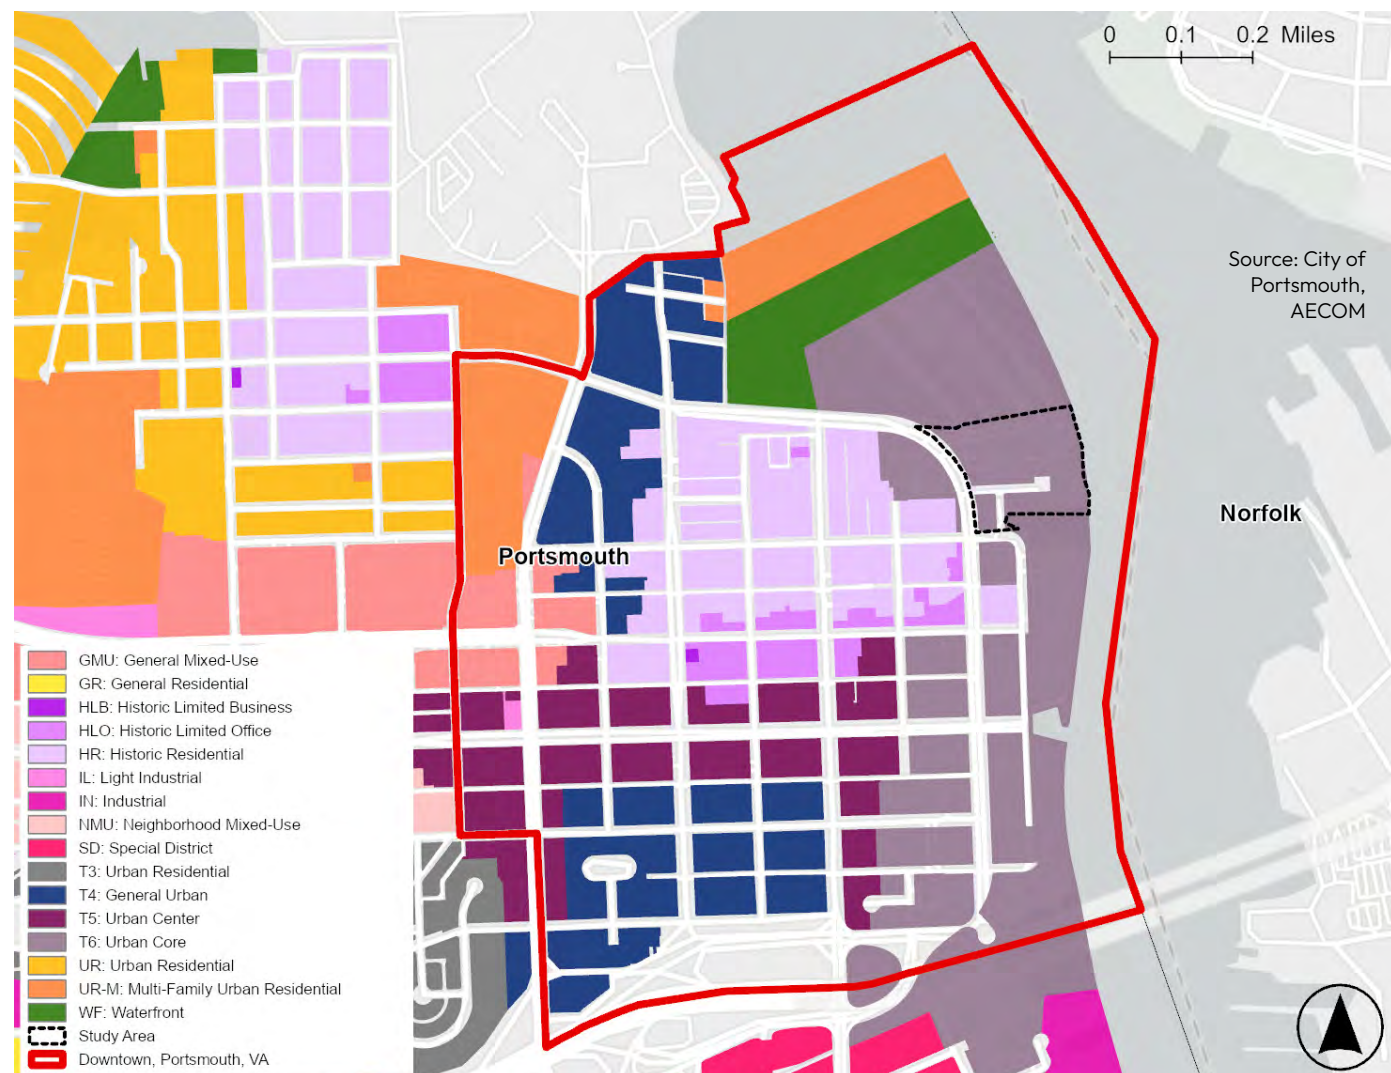 0 0.1 0.2 Miles
Source: City of
Portsmouth,
AECOM
Norfolk
Portsmouth
GMU: General Mixed-Use
GR: General Residential
HLB: Historic Limited Business
HLO: Historic Limited Office
HR: Historic Residential
IL: Light Industrial
IN: Industrial
NMU: Neighborhood Mixed-Use
SD: Special District
T3: Urban Residential
T4: General Urban
T5: Urban Center
T6: Urban Core
UR: Urban Residential
UR-M: Multi-Family Urban Residential
WF: Waterfront
Study Area
Downtown, Portsmouth, VA